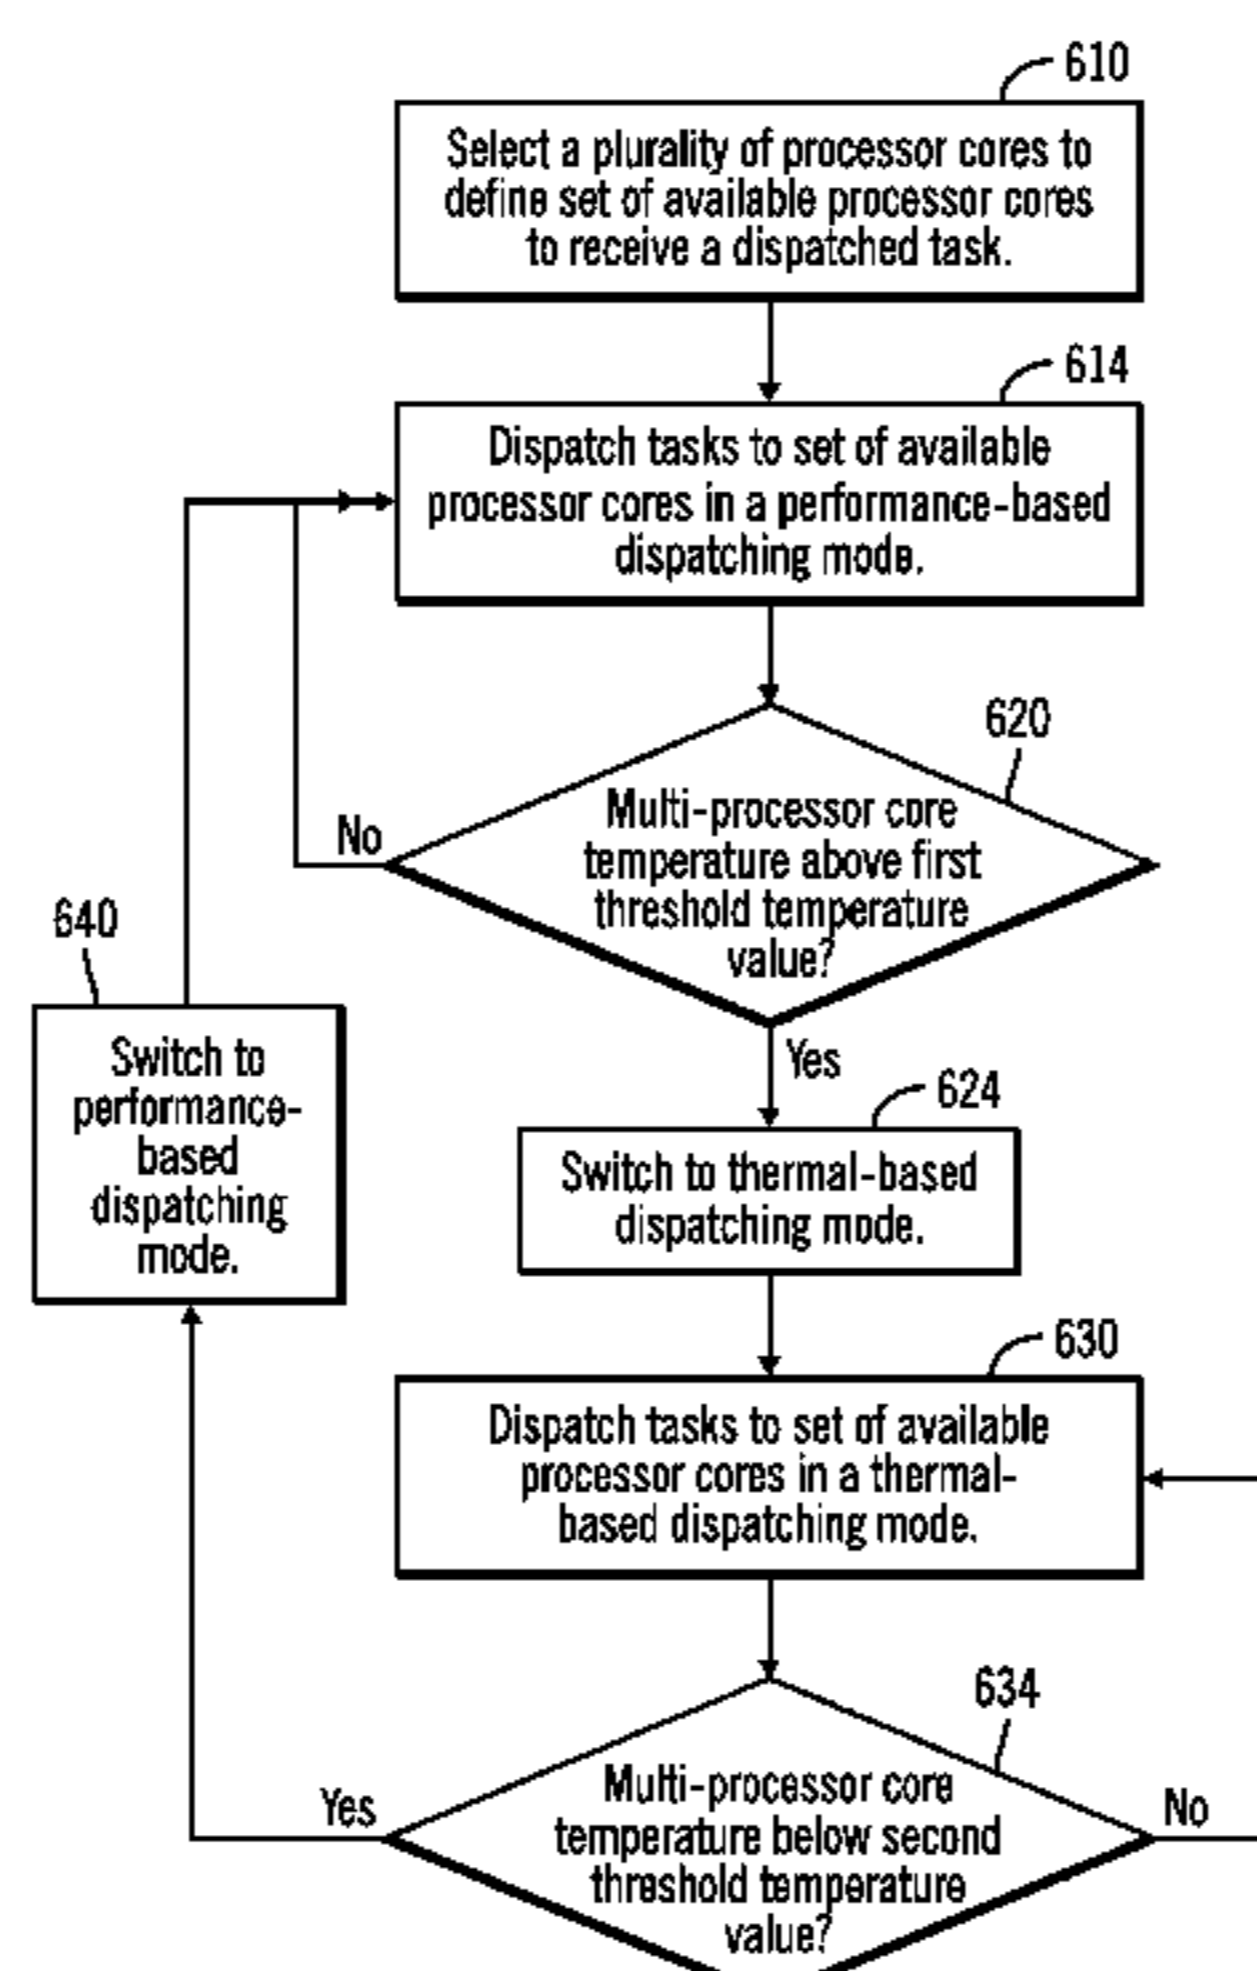 610
Select a plurality of processor cores to
define set of available processor cores
to receive a dispatched task.
614
Dispatch tasks to set of available
processor cores in a performance-based
dispatching mode.
620
Multi-processor core
temperature above first
threshold temperature
value?
No
Yes
640
Switch to
performance-
based
dispatching
mode.
624
Switch to thermal-based
dispatching mode.
630
Dispatch tasks to set of available
processor cores in a thermal-
based dispatching mode.
634
Multi-processor core
temperature below second
threshold temperature
value?
Yes
No